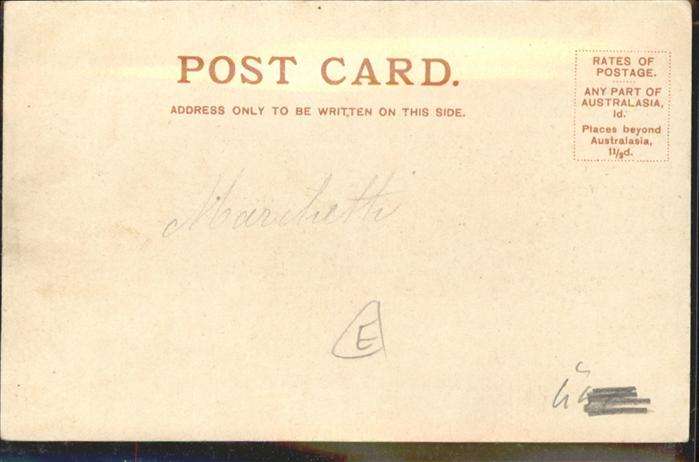 POST CARD.
ADDRESS ONLY TO BE WRITTEN ON THIS SIDE.
RATES OF
POSTAGE.
ANY PART OF
AUSTRALASIA,
1d.
Places beyond
Australasia,
1½d.
Marchetti
E